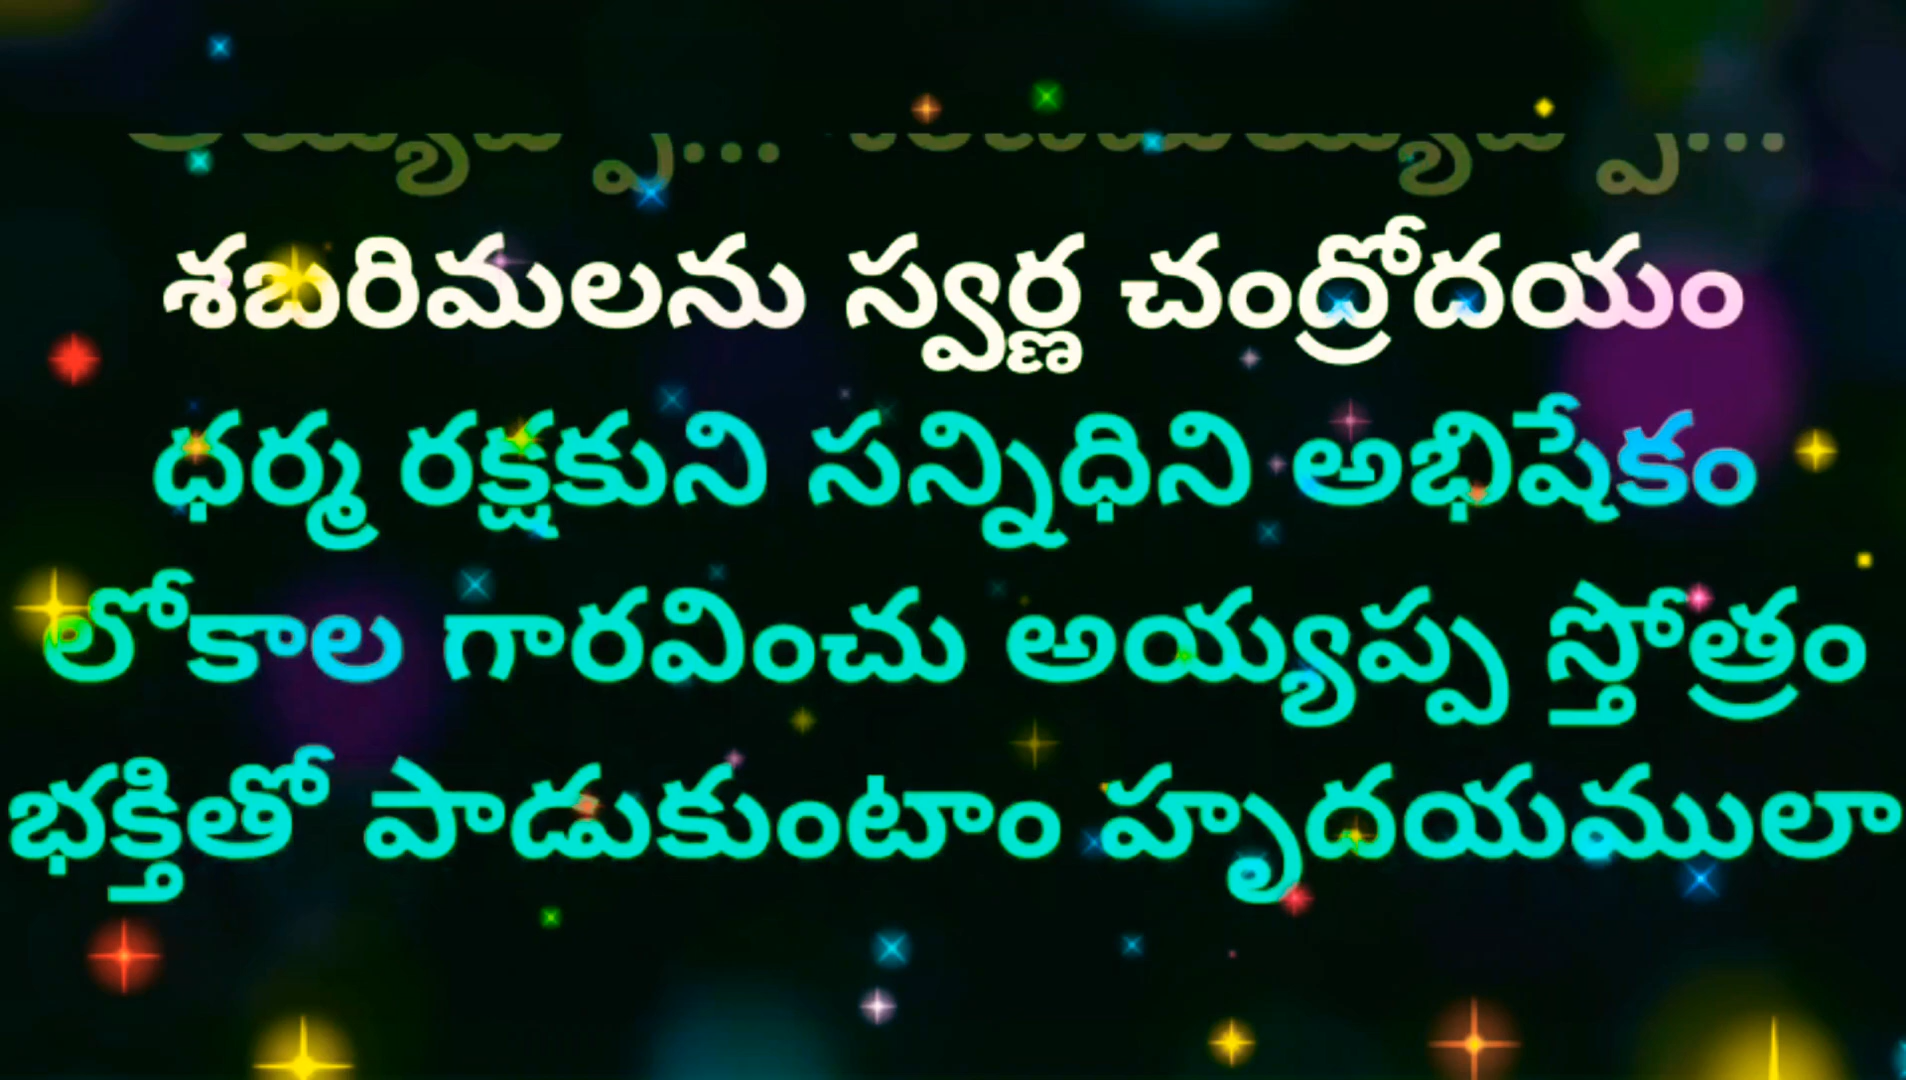 శబరిమలను స్వర్ణ చంద్రోదయం
ధర్మ రక్షకుని సన్నిధిని అభిషేకం
లోకాల గారవించు అయ్యప్ప స్తోత్రం
భక్తితో పాడుకుంటాం హృదయములా